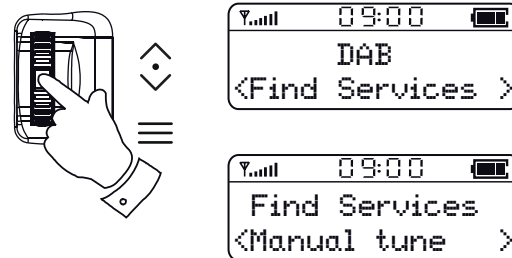 09:00
DAB
<Find Services >
09:00
Find Services
<Manual tune >